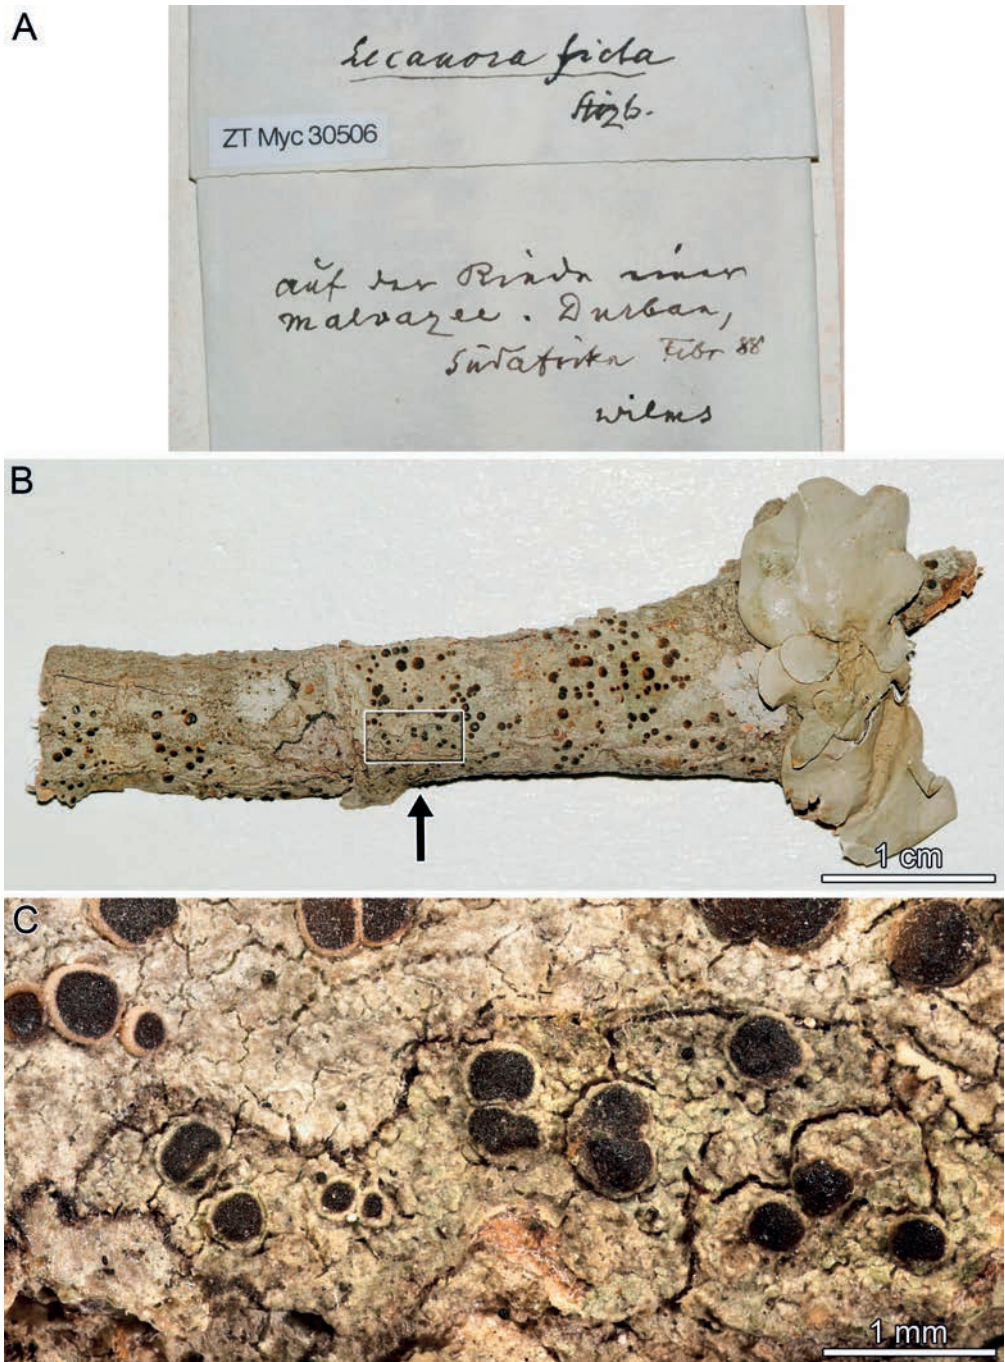 A
Lecanora ficta
Stizb.
ZT Myc 30506
auf der Rinde einer
Malvazee. Durban,
Südafrika Febr 88
Wilms
B
1 cm
C
1 mm